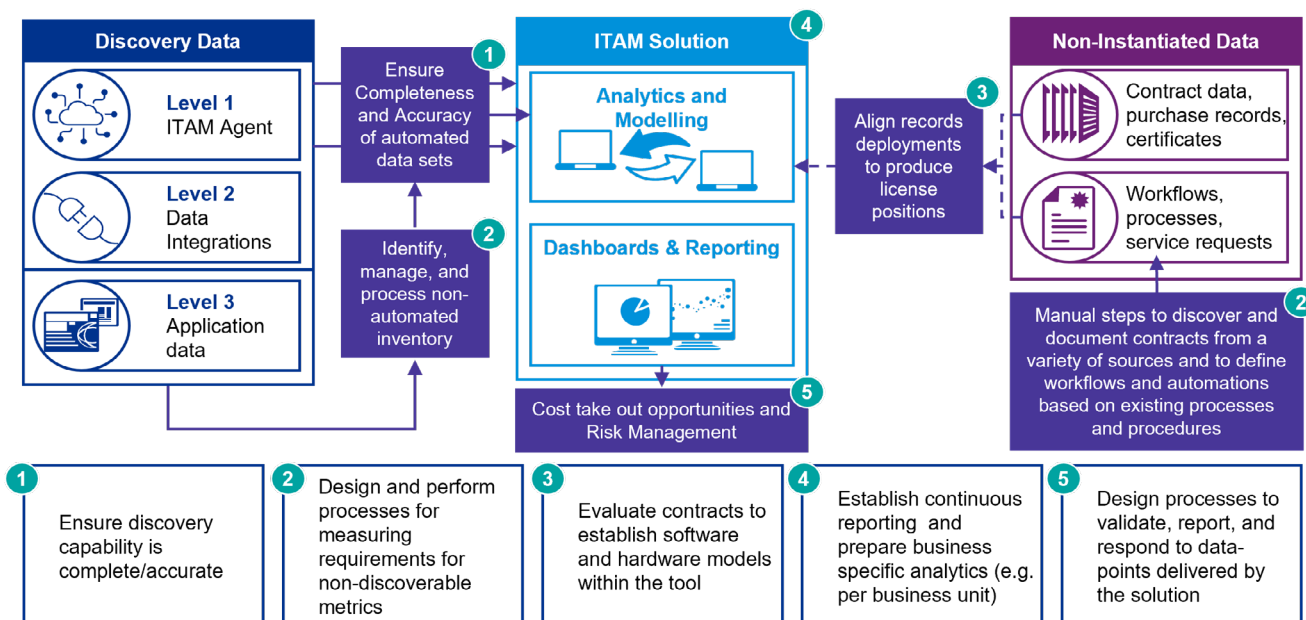 Discovery Data
Level 1
ITAM Agent
Level 2
Data
Integrations
Level 3
Application
data
1
Ensure
Completeness
and Accuracy
of automated
data sets
2
Identify,
manage, and
process non-
automated
inventory
4
ITAM Solution
Analytics and
Modelling
Dashboards & Reporting
5
Cost take out opportunities and
Risk Management
3
Align records
deployments
to produce
license
positions
Non-Instantiated Data
Contract data,
purchase records,
certificates
Workflows,
processes,
service requests
2
Manual steps to discover and
document contracts from a
variety of sources and to define
workflows and automations
based on existing processes
and procedures
1
Ensure discovery
capability is
complete/accurate
2
Design and perform
processes for
measuring
requirements for
non-discoverable
metrics
3
Evaluate contracts to
establish software
and hardware models
within the tool
4
Establish continuous
reporting and
prepare business
specific analytics (e.g.
per business unit)
5
Design processes to
validate, report, and
respond to data-
points delivered by
the solution